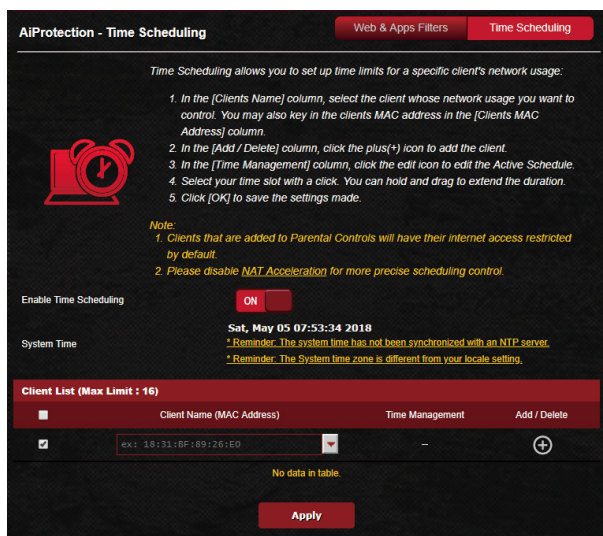 AiProtection - Time Scheduling
Web & Apps Filters
Time Scheduling
Time Scheduling allows you to set up time limits for a specific client's network usage:
1. In the [Clients Name] column, select the client whose network usage you want to
control. You may also key in the clients MAC address in the [Clients MAC
Address] column.
2. In the [Add / Delete] column, click the plus(+) icon to add the client.
3. In the [Time Management] column, click the edit icon to edit the Active Schedule.
4. Select your time slot with a click. You can hold and drag to extend the duration.
5. Click [OK] to save the settings made.
Note:
1. Clients that are added to Parental Controls will have their internet access restricted
by default.
2. Please disable NAT Acceleration for more precise scheduling control.
Enable Time Scheduling
ON
System Time
Sat, May 05 07:53:34 2018
* Reminder: The system time has not been synchronized with an NTP server.
* Reminder: The System time zone is different from your locale setting.
Client List (Max Limit : 16)
Client Name (MAC Address)
Time Management
Add / Delete
ex: 18:31:BF:89:26:E0
--
No data in table.
Apply